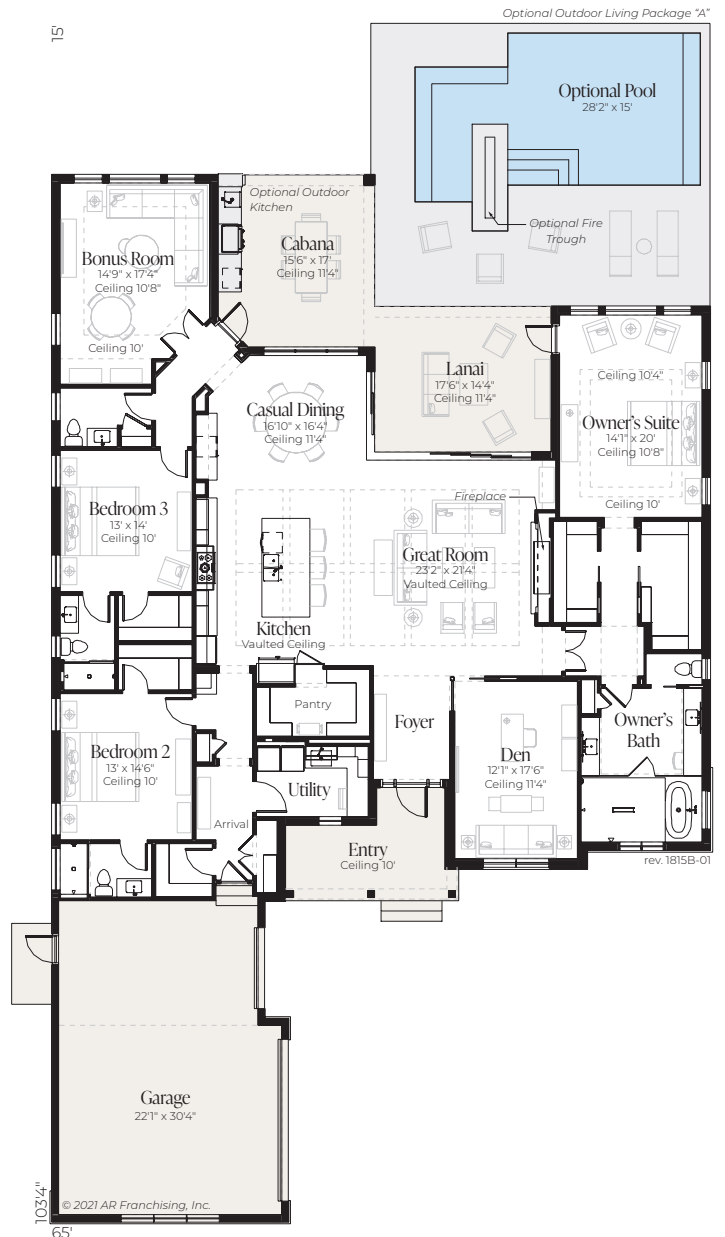 Optional Outdoor Living Package “A”
15'
Optional Pool
28'2" x 15'
Optional Outdoor
Kitchen
Optional Fire
Trough
Cabana
15'6" x 17'
Ceiling 11'4"
Bonus Room
14'9" x 17'4"
Ceiling 10'8"
Ceiling 10'
Lanai
17'6" x 14'4"
Ceiling 11'4"
Ceiling 10'4"
Owner's Suite
14'1" x 20'
Ceiling 10'8"
Ceiling 10'
Casual Dining
16'10" x 16'4"
Ceiling 11'4"
Bedroom 3
13' x 14'
Ceiling 10'
Fireplace
Great Room
23'2" x 21'4"
Vaulted Ceiling
Kitchen
Vaulted Ceiling
Pantry
Foyer
Owner's
Bath
Bedroom 2
13' x 14'6"
Ceiling 10'
Den
12'1" x 17'6"
Ceiling 11'4"
Utility
Arrival
Entry
Ceiling 10'
rev. 1815B-01
Garage
22'1" x 30'4"
© 2021 AR Franchising, Inc.
103'4"
65'